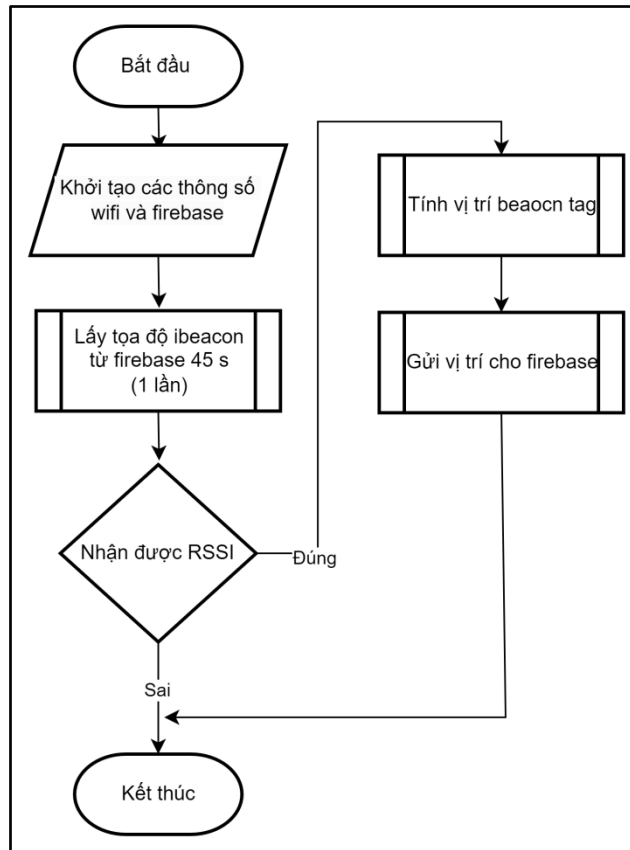 Bắt đầu
Khởi tạo các thông số
wifi và firebase
Lấy tọa độ ibeacon
từ firebase 45 s
(1 lần)
Nhận được RSSI
Đúng
Sai
Tính vị trí beaocn tag
Gửi vị trí cho firebase
Kết thúc